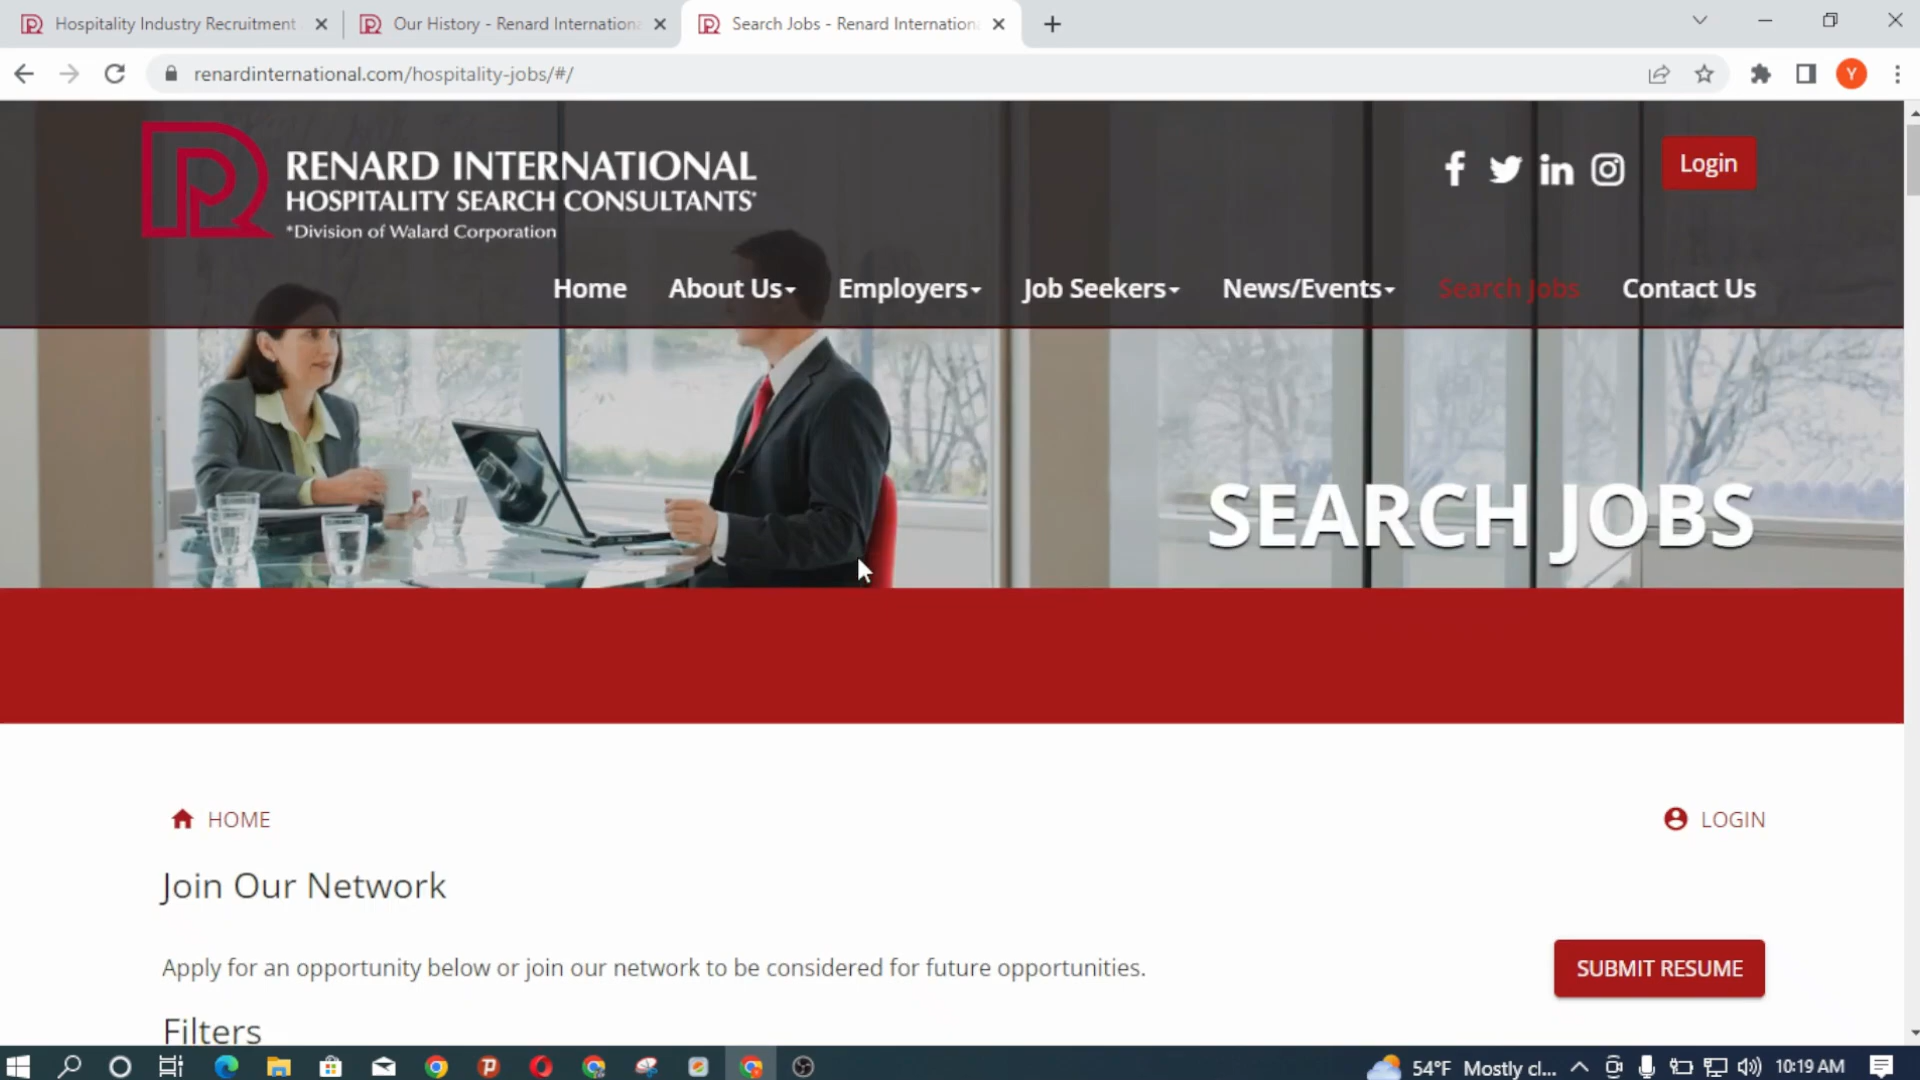 Hospitality Industry Recruitment
Our History - Renard Internationa
Search Jobs - Renard Internation
renardinternational.com/hospitality-jobs/#/
Y
RENARD INTERNATIONAL
HOSPITALITY SEARCH CONSULTANTS*
*Division of Walard Corporation
Login
Home About Us Employers Job Seekers News/Events Search Jobs Contact Us
SEARCH JOBS
HOME
LOGIN
Join Our Network
Apply for an opportunity below or join our network to be considered for future opportunities.
SUBMIT RESUME
Filters
54°F Mostly cl... 10:19 AM